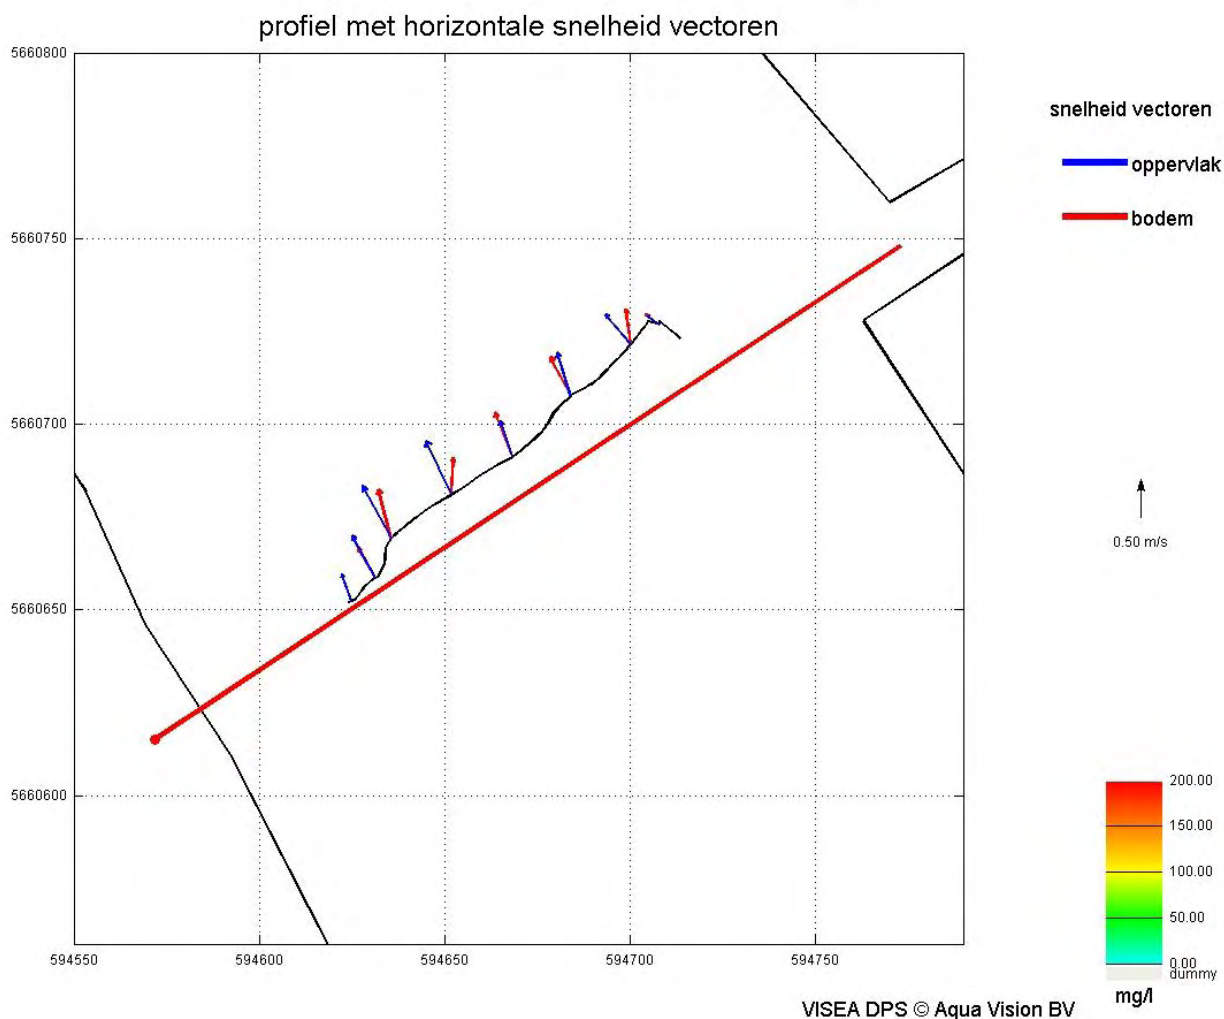 profiel met horizontale snelheid vectoren
5660800
5660750
5660700
5660650
5660600
594550
594600
594650
594700
594750
snelheid vectoren
oppervlak
bodem
0.50 m/s
200.00
150.00
100.00
50.00
0.00
dummy
mg/l
VISEA DPS © Aqua Vision BV